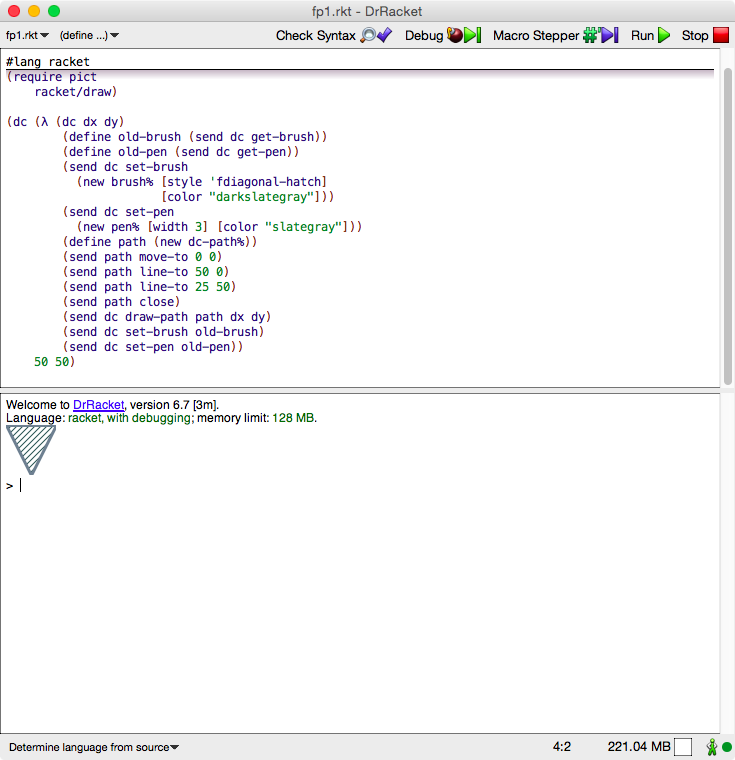 fp1.rkt - DrRacket
fp1.rkt (define ...) Check Syntax Debug Macro Stepper Run Stop
#lang racket
(require pict
    racket/draw)
(dc (λ (dc dx dy)
        (define old-brush (send dc get-brush))
        (define old-pen (send dc get-pen))
        (send dc set-brush
          (new brush% [style 'fdiagonal-hatch]
                      [color "darkslategray"]))
        (send dc set-pen
          (new pen% [width 3] [color "slategray"]))
        (define path (new dc-path%))
        (send path move-to 0 0)
        (send path line-to 50 0)
        (send path line-to 25 50)
        (send path close)
        (send dc draw-path path dx dy)
        (send dc set-brush old-brush)
        (send dc set-pen old-pen))
    50 50)
Welcome to DrRacket, version 6.7 [3m].
Language: racket, with debugging; memory limit: 128 MB.
>
Determine language from source 4:2 221.04 MB